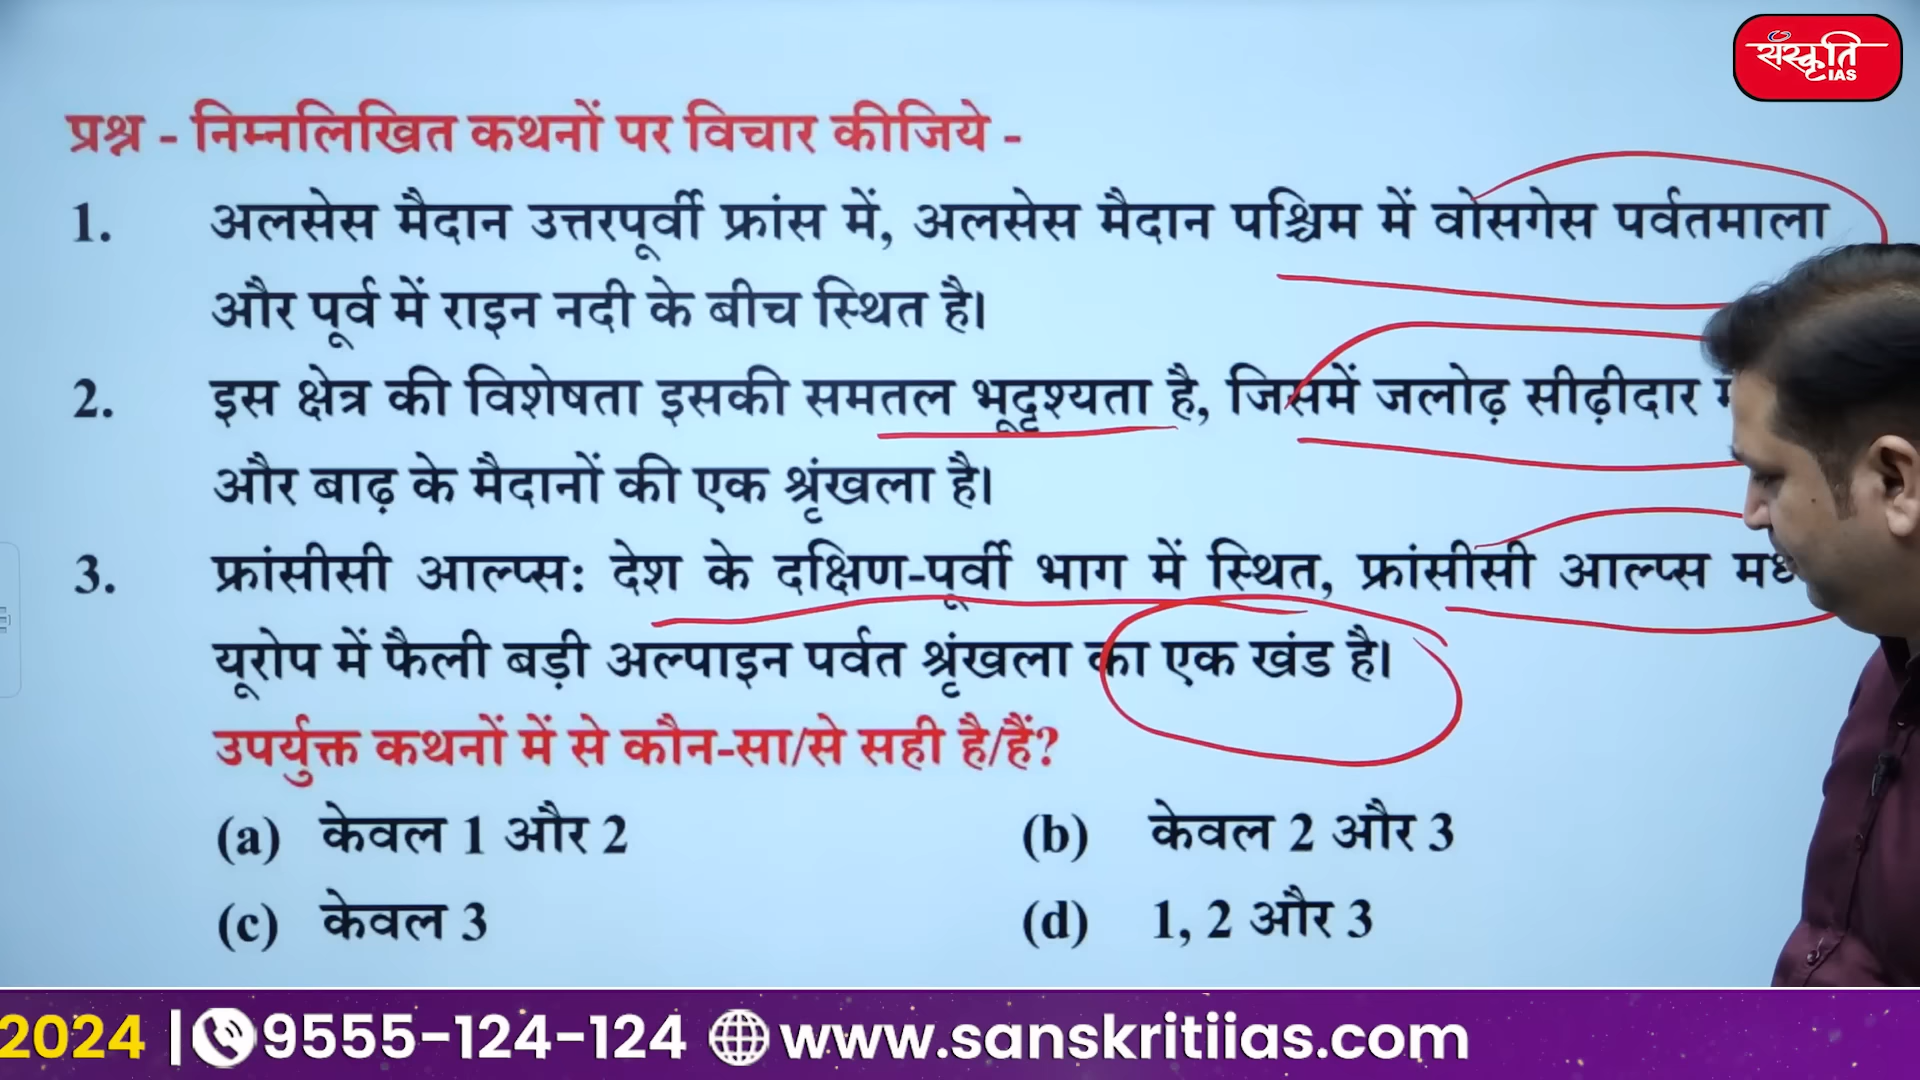 संस्कृति
IAS
प्रश्न - निम्नलिखित कथनों पर विचार कीजिये -
1. अलसेस मैदान उत्तरपूर्वी फ्रांस में, अलसेस मैदान पश्चिम में वोसगेस पर्वतमाला
और पूर्व में राइन नदी के बीच स्थित है।
2. इस क्षेत्र की विशेषता इसकी समतल भूदृश्यता है, जिसमें जलोढ़ सीढ़ीदार
और बाढ़ के मैदानों की एक श्रृंखला है।
3. फ्रांसीसी आल्प्स: देश के दक्षिण-पूर्वी भाग में स्थित, फ्रांसीसी आल्प्स
यूरोप में फैली बड़ी अल्पाइन पर्वत श्रृंखला का एक खंड है।
उपर्युक्त कथनों में से कौन-सा/से सही है/हैं?
(a) केवल 1 और 2 (b) केवल 2 और 3
(c) केवल 3 (d) 1, 2 और 3
2024 | 9555-124-124 www.sanskritiias.com